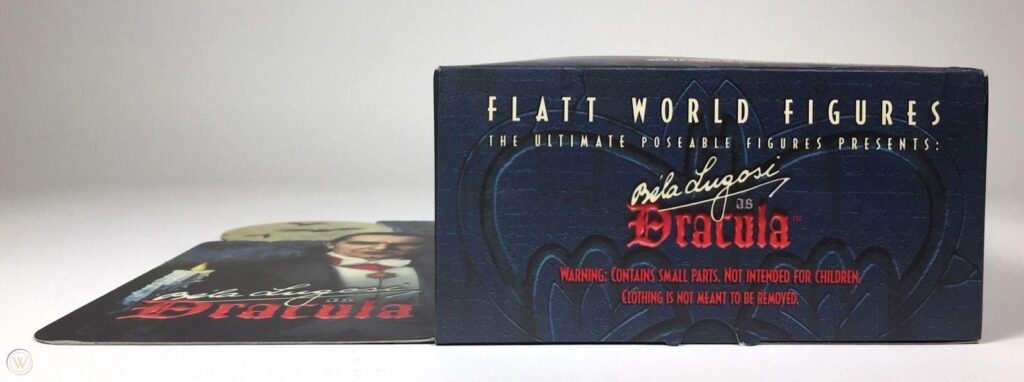 FLATT WORLD FIGURES
THE ULTIMATE POSEABLE FIGURES PRESENTS:
Béla Lugosi
as
Dracula™
WARNING: CONTAINS SMALL PARTS. NOT INTENDED FOR CHILDREN.
CLOTHING IS NOT MEANT TO BE REMOVED.
Béla Lugosi
as
Dracula
W